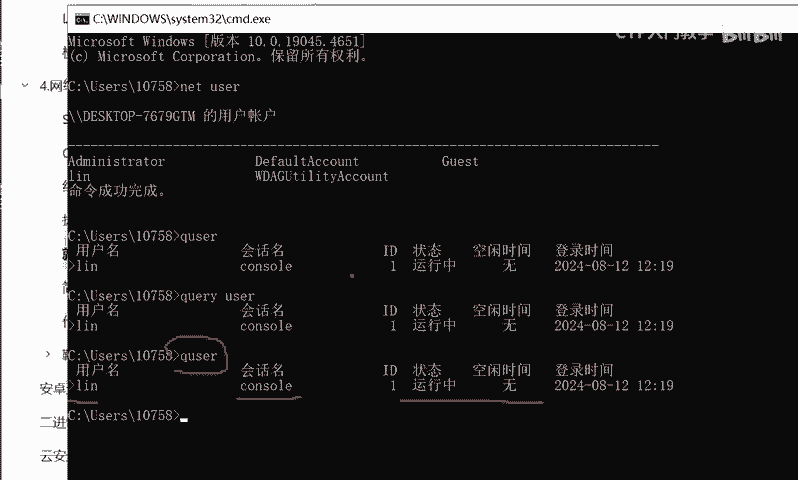 C:\WINDOWS\system32\cmd.exe
Microsoft Windows [版本 10.0.19045.4651]
(c) Microsoft Corporation。保留所有权利。
C:\Users\10758>net user
\\DESKTOP-7679GTM 的用户帐户
-------------------------------------------------------------------------------
Administrator DefaultAccount Guest
lin WDAGUtilityAccount
命令成功完成。
C:\Users\10758>quser
用户名 会话名 ID 状态 空闲时间 登录时间
>lin console 1 运行中 无 2024-08-12 12:19
C:\Users\10758>query user
用户名 会话名 ID 状态 空闲时间 登录时间
>lin console 1 运行中 无 2024-08-12 12:19
C:\Users\10758>quser
用户名 会话名 ID 状态 空闲时间 登录时间
>lin console 1 运行中 无 2024-08-12 12:19
C:\Users\10758>
4.网
安卓
二进
云安